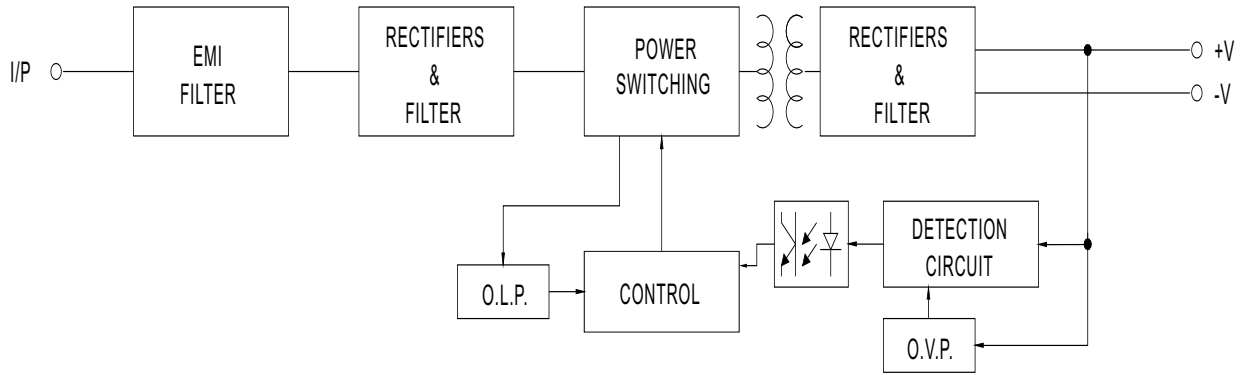 I/P
EMI
FILTER
RECTIFIERS
&
FILTER
POWER
SWITCHING
RECTIFIERS
&
FILTER
+V
-V
O.L.P.
CONTROL
DETECTION
CIRCUIT
O.V.P.